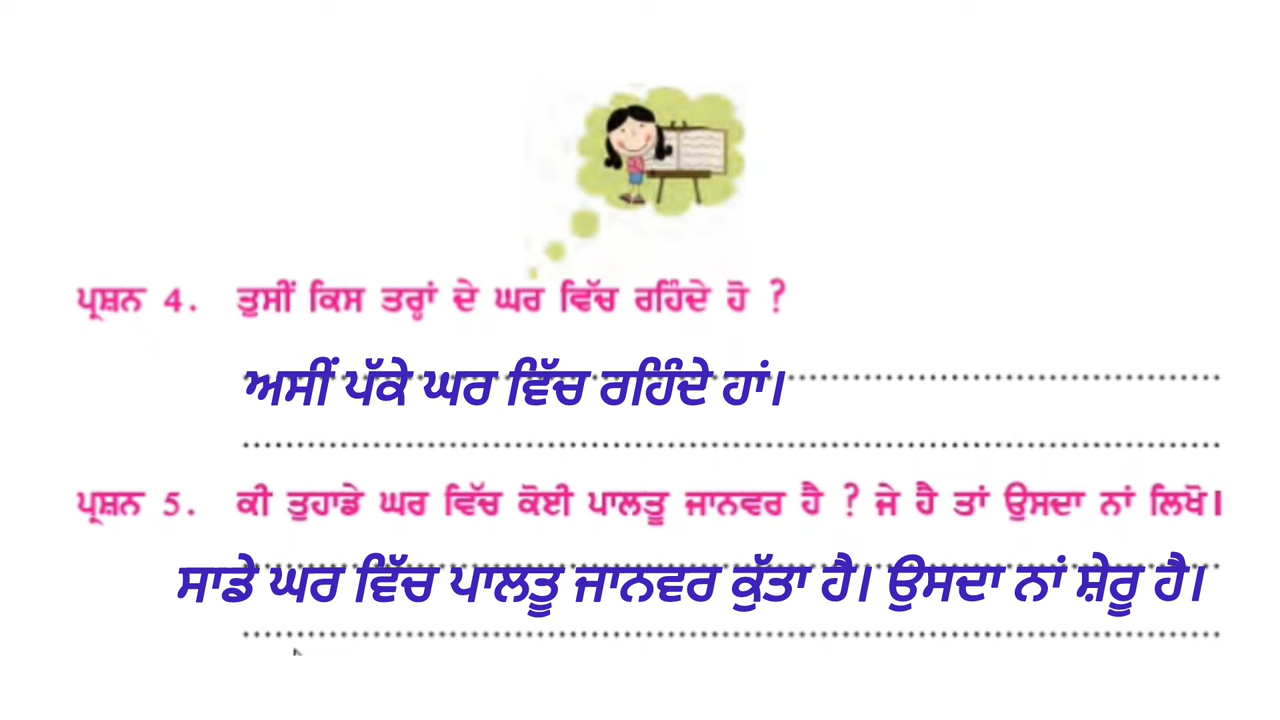 ਪ੍ਰਸ਼ਨ 4. ਤੁਸੀਂ ਕਿਸ ਤਰ੍ਹਾਂ ਦੇ ਘਰ ਵਿੱਚ ਰਹਿੰਦੇ ਹੋ ?
ਅਸੀਂ ਪੱਕੇ ਘਰ ਵਿੱਚ ਰਹਿੰਦੇ ਹਾਂ।
ਪ੍ਰਸ਼ਨ 5. ਕੀ ਤੁਹਾਡੇ ਘਰ ਵਿੱਚ ਕੋਈ ਪਾਲਤੂ ਜਾਨਵਰ ਹੈ ? ਜੇ ਹੈ ਤਾਂ ਉਸਦਾ ਨਾਂ ਲਿਖੋ।
ਸਾਡੇ ਘਰ ਵਿੱਚ ਪਾਲਤੂ ਜਾਨਵਰ ਕੁੱਤਾ ਹੈ। ਉਸਦਾ ਨਾਂ ਸ਼ੇਰੂ ਹੈ।